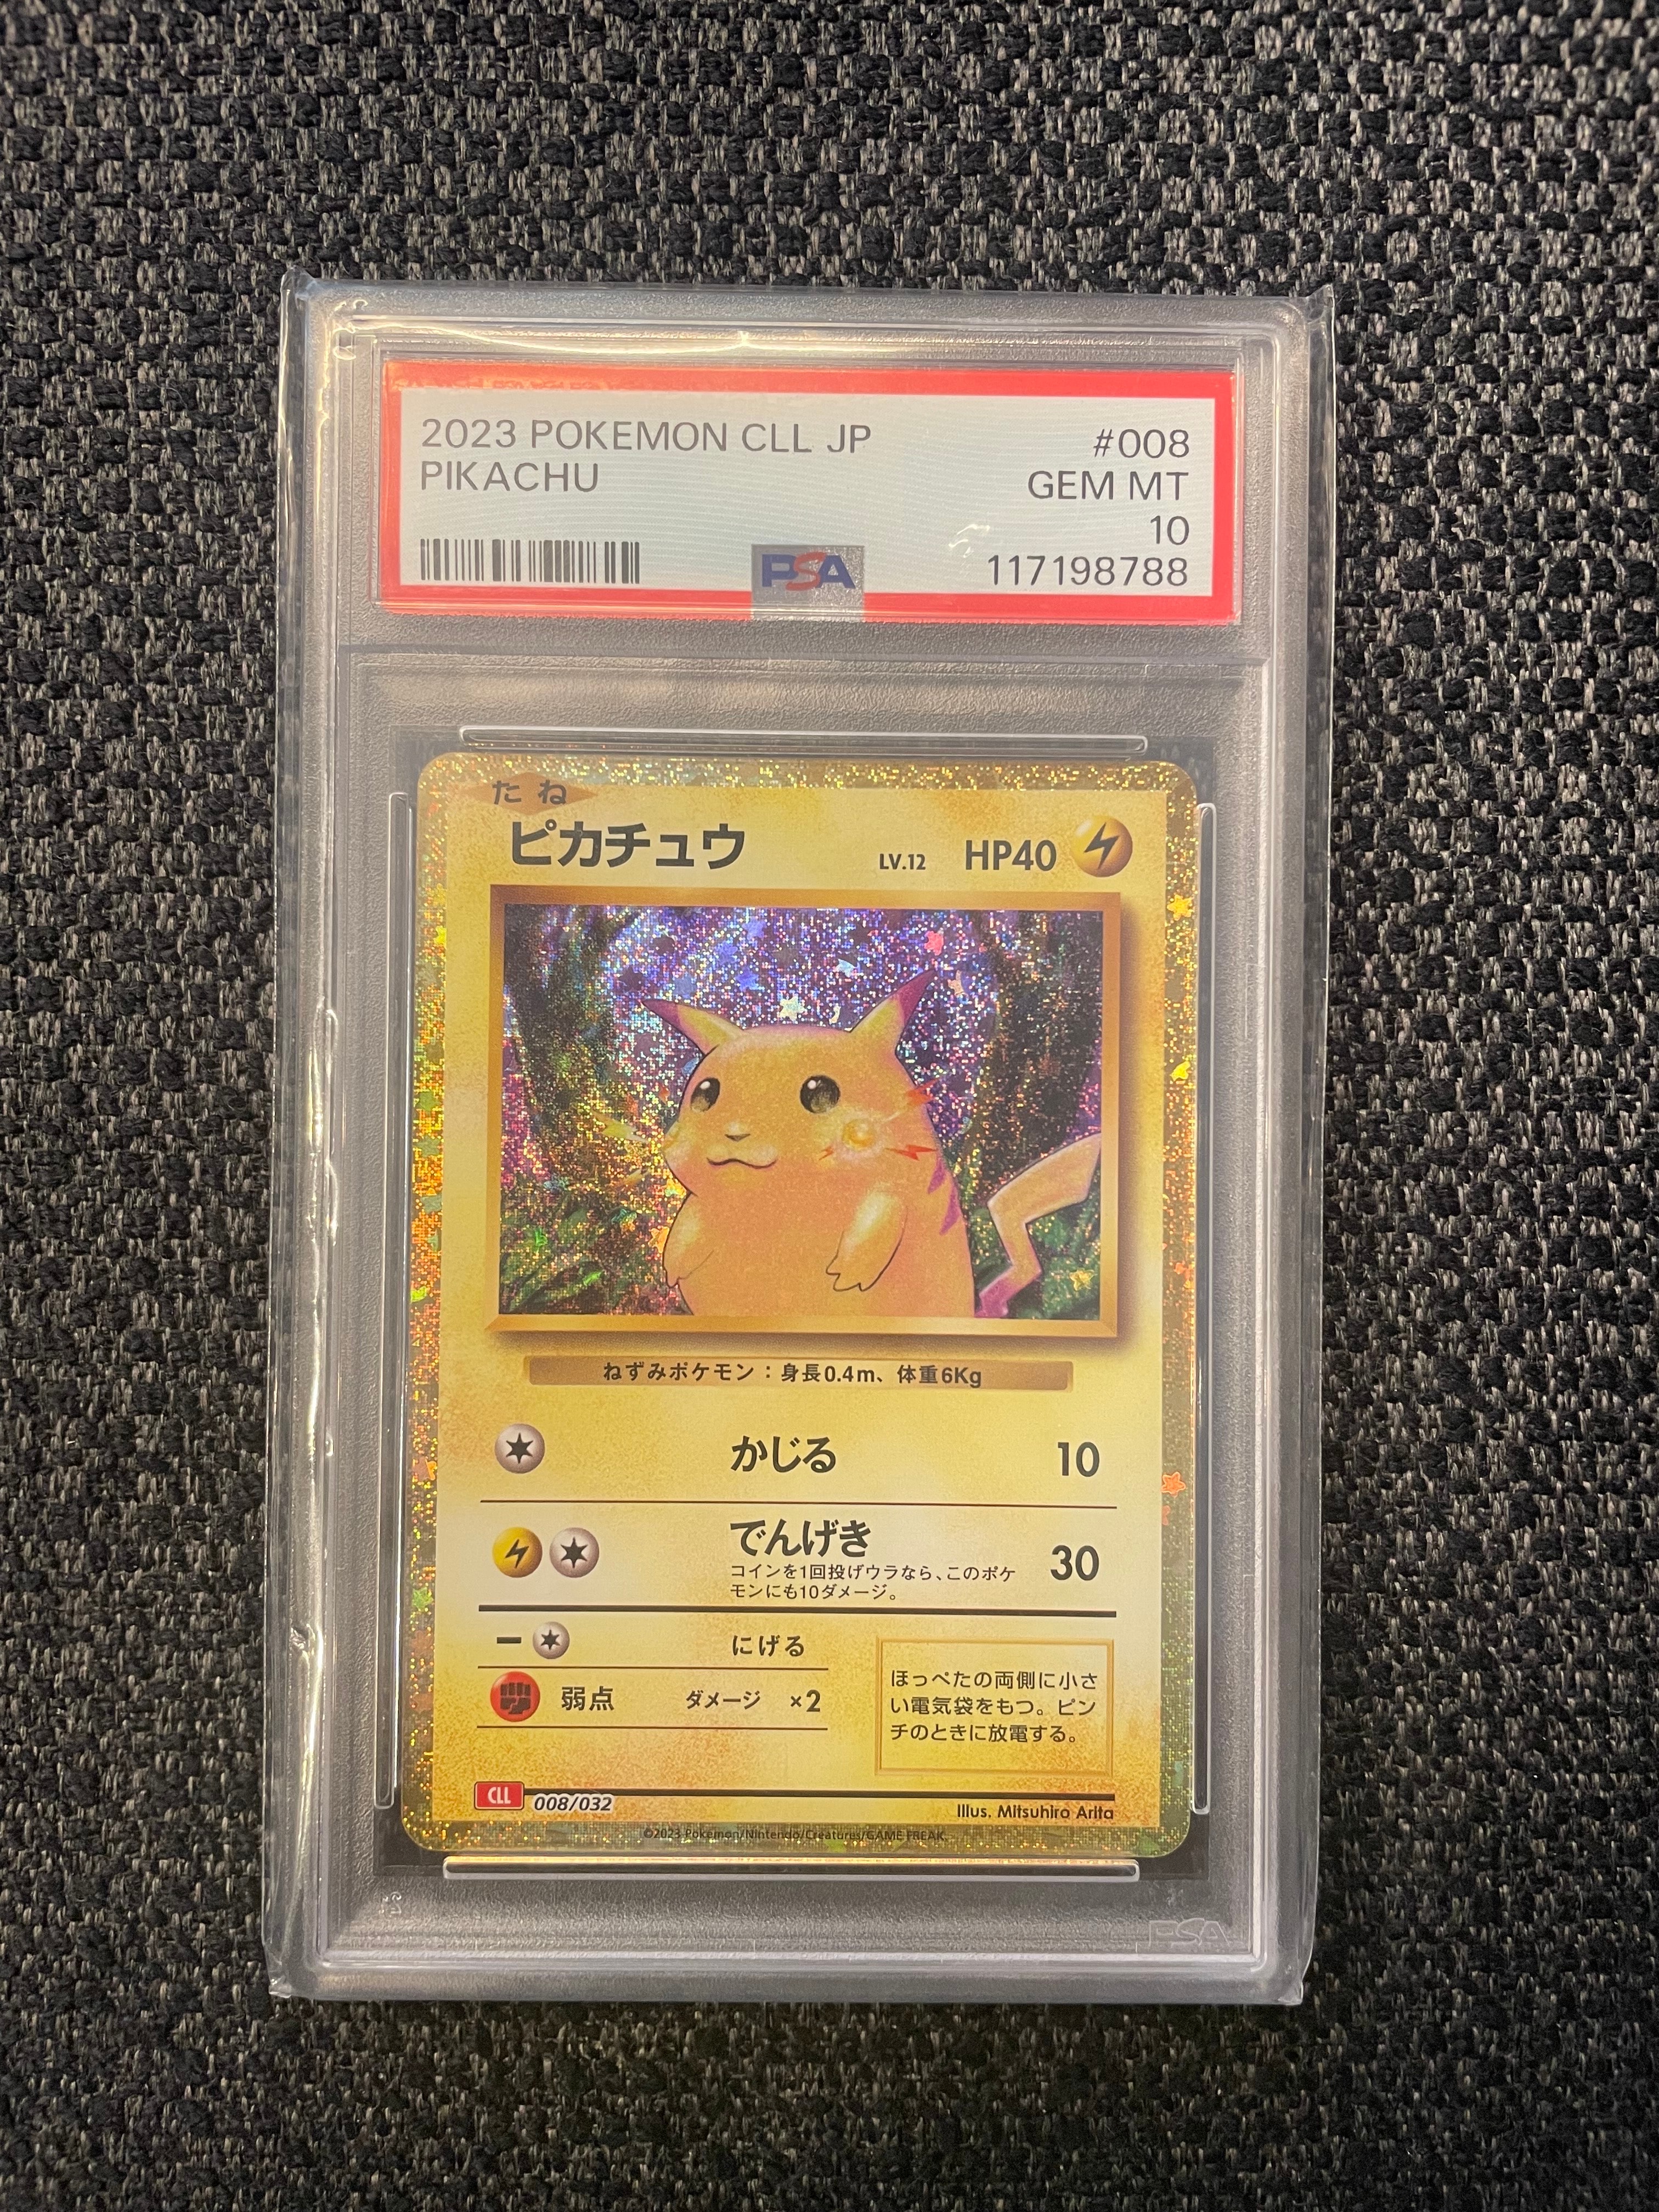 2023 POKEMON CLL JP #008
PIKACHU GEM MT
10
PSA 117198788
たね
ピカチュウ LV.12 HP40
ねずみポケモン：身長0.4m、体重6Kg
かじる 10
でんげき 30
コインを1回投げウラなら、このポケ
モンにも10ダメージ。
にげる
弱点 ダメージ ×2
ほっぺたの両側に小さ
い電気袋をもつ。ピン
チのときに放電する。
CLL 008/032
Illus. Mitsuhiro Arita
©2023 Pokémon/Nintendo/Creatures/GAME FREAK.
PSA